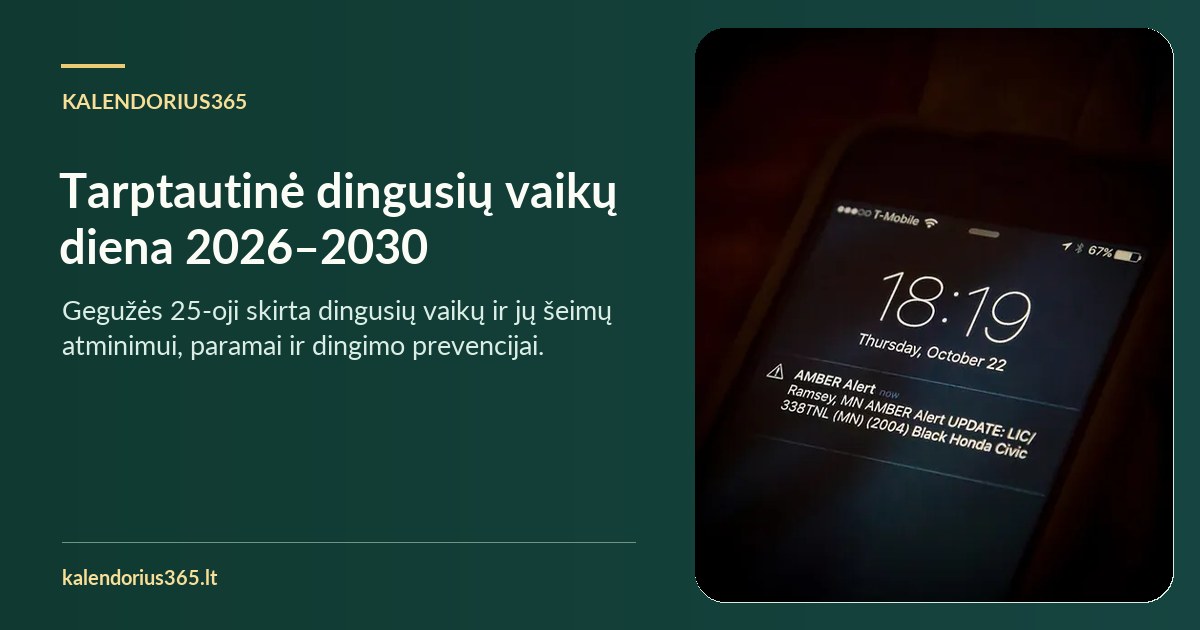 KALENDORIUS365
Tarptautinė dingusių vaikų
diena 2026–2030
Gegužės 25-oji skirta dingusių vaikų ir jų šeimų
atminimui, paramai ir dingimo prevencijai.
kalendorius365.lt
T-Mobile
67%
18:19
Thursday, October 22
AMBER Alert now
Ramsey, MN AMBER Alert UPDATE: LIC/
338TNL (MN) (2004) Black Honda Civic